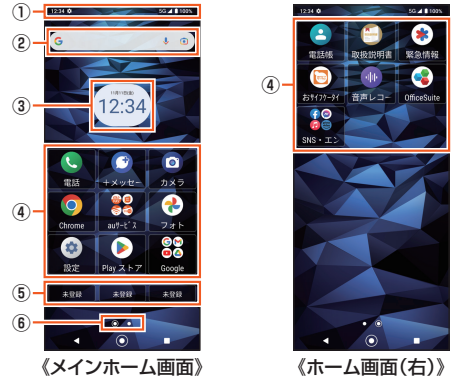 ① 12:34 5G 100%
②
③ 11月11日(金)
12:34
④
電話 +メッセー カメラ
Chrome auサービス フォト
設定 Play ストア Google
⑤ 未登録 未登録 未登録
⑥
《メインホーム画面》
12:34 5G 100%
④
電話帳 取扱説明書 緊急情報
おサイフケータイ 音声レコー OfficeSuite
SNS・エン
《ホーム画面(右)》